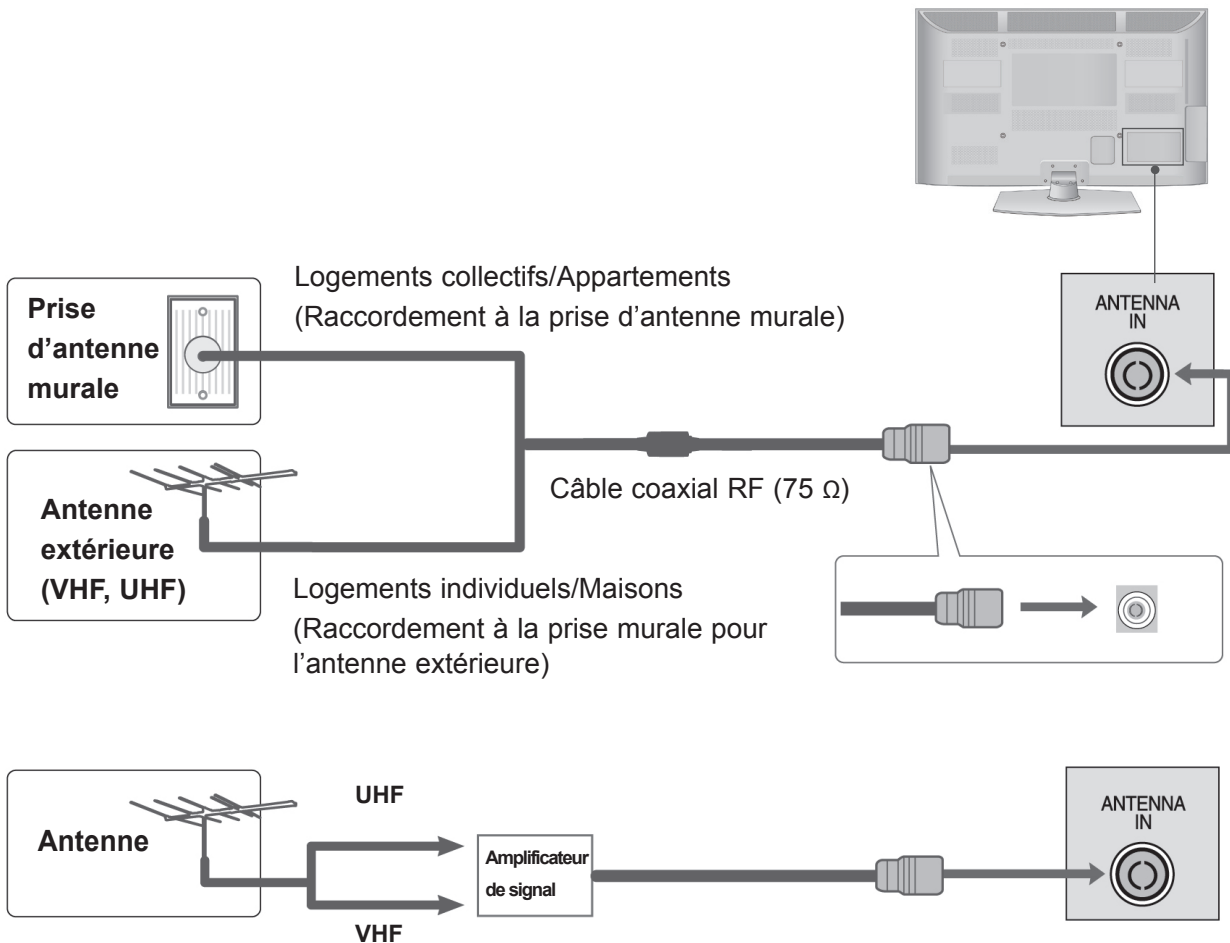 Logements collectifs/Appartements
(Raccordement à la prise d’antenne murale)
Prise
d’antenne
murale
ANTENNA
IN
Câble coaxial RF (75 Ω)
Antenne
extérieure
(VHF, UHF)
Logements individuels/Maisons
(Raccordement à la prise murale pour
l’antenne extérieure)
Antenne
UHF
VHF
Amplificateur
de signal
ANTENNA
IN